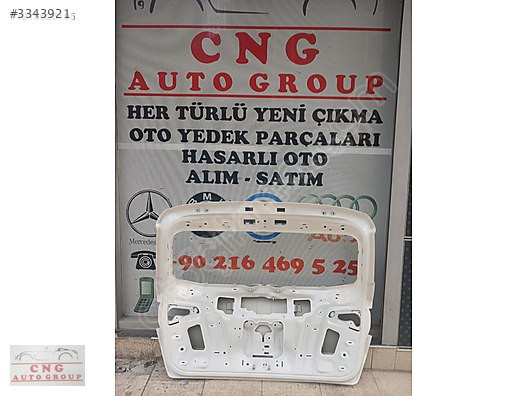 #3343921
CNG
AUTO GROUP
HER TÜRLÜ YENİ ÇIKMA
OTO YEDEK PARÇALARI
HASARLI OTO
ALIM - SATIM
Mercedes
90 216 469 5 25
CNG
AUTO GROUP